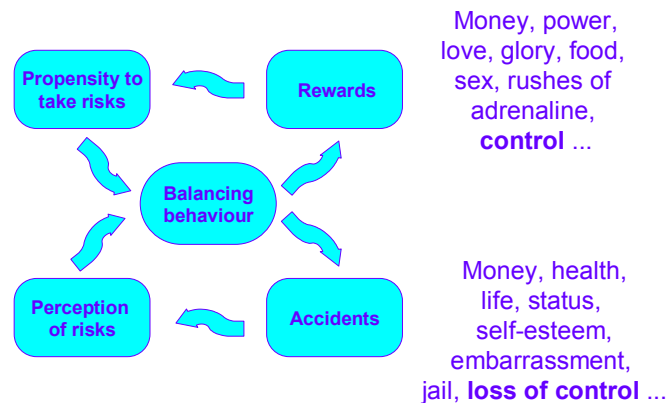 Propensity to
take risks
Rewards
Money, power,
love, glory, food,
sex, rushes of
adrenaline,
control ...
Balancing
behaviour
Perception
of risks
Accidents
Money, health,
life, status,
self-esteem,
embarrassment,
jail, loss of control ...